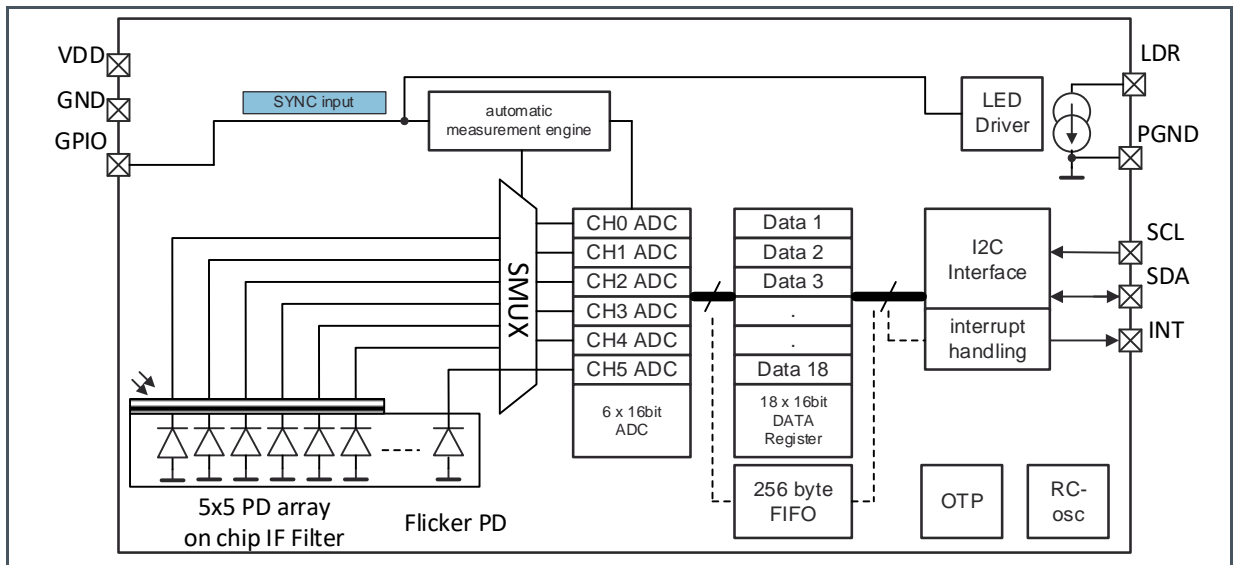 VDD
GND
GPIO
SYNC input
automatic
measurement engine
LED
Driver
LDR
PGND
SMUX
CH0 ADC
CH1 ADC
CH2 ADC
CH3 ADC
CH4 ADC
CH5 ADC
6 x 16bit
ADC
Data 1
Data 2
Data 3
.
.
Data 18
18 x 16bit
DATA
Register
256 byte
FIFO
I2C
Interface
interrupt
handling
SCL
SDA
INT
OTP
RC-
osc
5x5 PD array
on chip IF Filter
Flicker PD